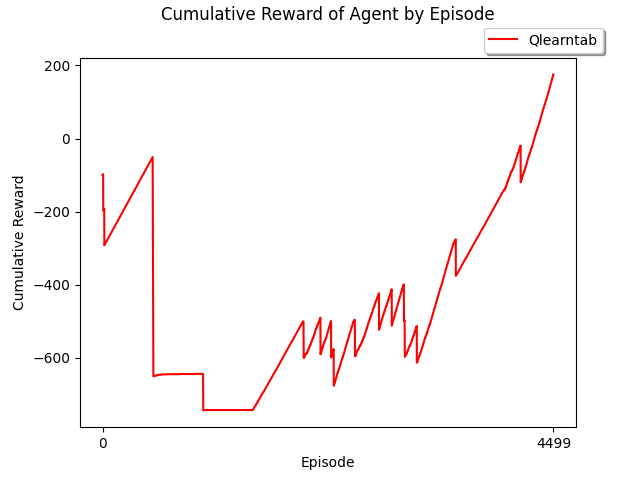 Cumulative Reward of Agent by Episode
Qlearntab
200
0
−200
−400
−600
Cumulative Reward
0
4499
Episode